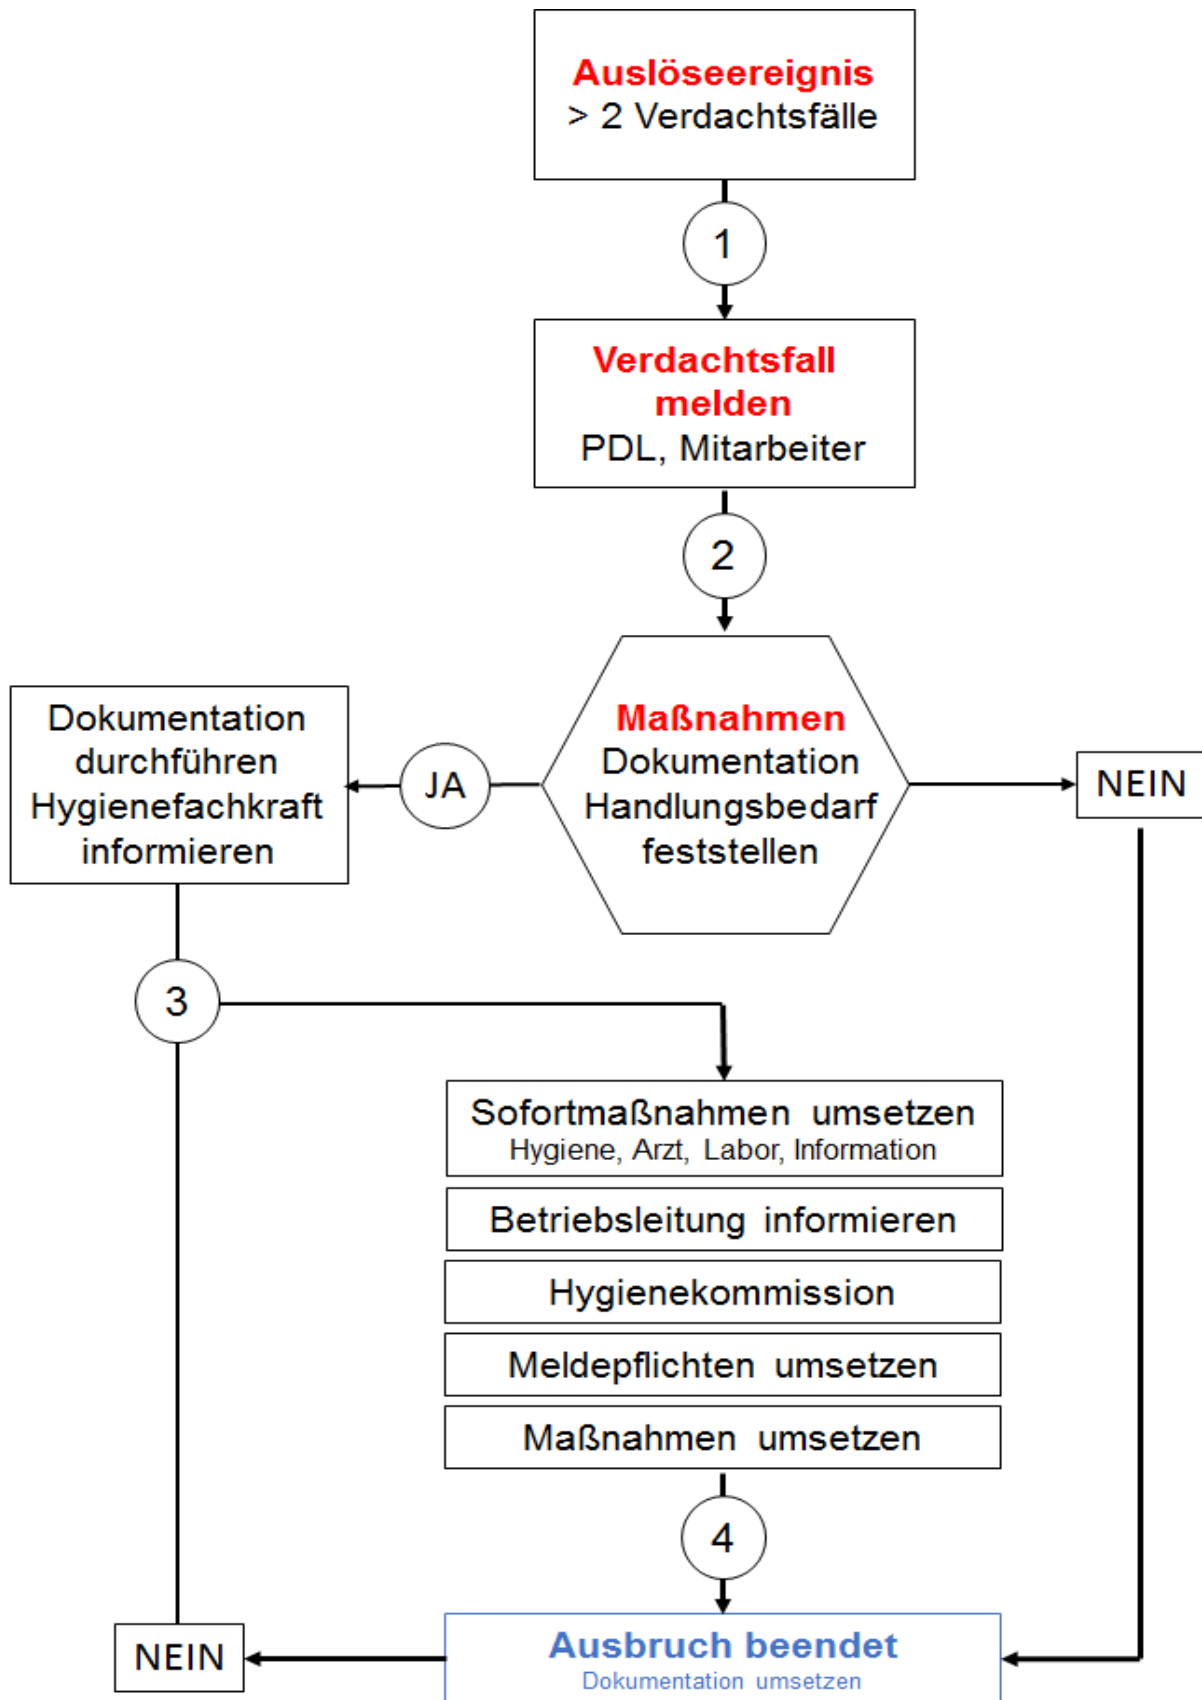 Auslöseereignis
> 2 Verdachtsfälle
1
Verdachtsfall
melden
PDL, Mitarbeiter
2
Maßnahmen
Dokumentation
Handlungsbedarf
feststellen
JA
NEIN
Dokumentation
durchführen
Hygienefachkraft
informieren
3
Sofortmaßnahmen umsetzen
Hygiene, Arzt, Labor, Information
Betriebsleitung informieren
Hygienekommission
Meldepflichten umsetzen
Maßnahmen umsetzen
4
Ausbruch beendet
Dokumentation umsetzen
NEIN